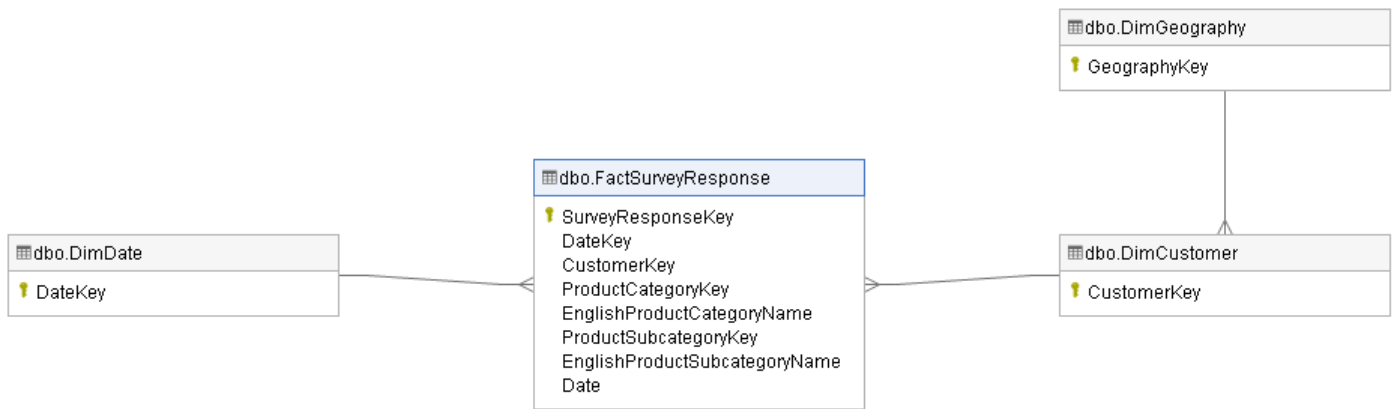 dbo.DimGeography
GeographyKey
dbo.FactSurveyResponse
SurveyResponseKey
DateKey
CustomerKey
ProductCategoryKey
EnglishProductCategoryName
ProductSubcategoryKey
EnglishProductSubcategoryName
Date
dbo.DimDate
DateKey
dbo.DimCustomer
CustomerKey